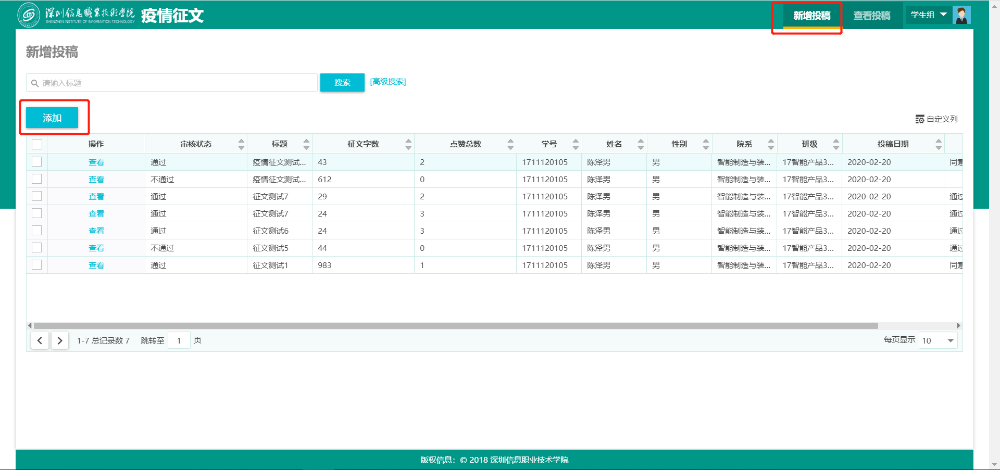 深圳信息職業技術學院 疫情征文
SHENZHEN INSTITUTE OF INFORMATION TECHNOLOGY
新增投稿 查看投稿 学生组
新增投稿
请输入标题 搜索 [高级搜索]
添加 自定义列
操作 审核状态 标题 征文字数 点赞总数 学号 姓名 性别 院系 班级 投稿日期
查看 通过 疫情征文测试... 43 2 1711120105 陈泽男 男 智能制造与装... 17智能产品3... 2020-02-20 同意
查看 不通过 疫情征文测试... 612 0 1711120105 陈泽男 男 智能制造与装... 17智能产品3... 2020-02-20
查看 通过 征文测试7 29 2 1711120105 陈泽男 男 智能制造与装... 17智能产品3... 2020-02-20 通过
查看 通过 征文测试7 24 3 1711120105 陈泽男 男 智能制造与装... 17智能产品3... 2020-02-20 通过
查看 通过 征文测试6 24 3 1711120105 陈泽男 男 智能制造与装... 17智能产品3... 2020-02-20 通过
查看 不通过 征文测试5 44 0 1711120105 陈泽男 男 智能制造与装... 17智能产品3... 2020-02-20 通过
查看 通过 征文测试1 983 1 1711120105 陈泽男 男 智能制造与装... 17智能产品3... 2020-02-20 同意
1-7 总记录数 7 跳转至 1 页 每页显示 10
版权信息：© 2018 深圳信息职业技术学院